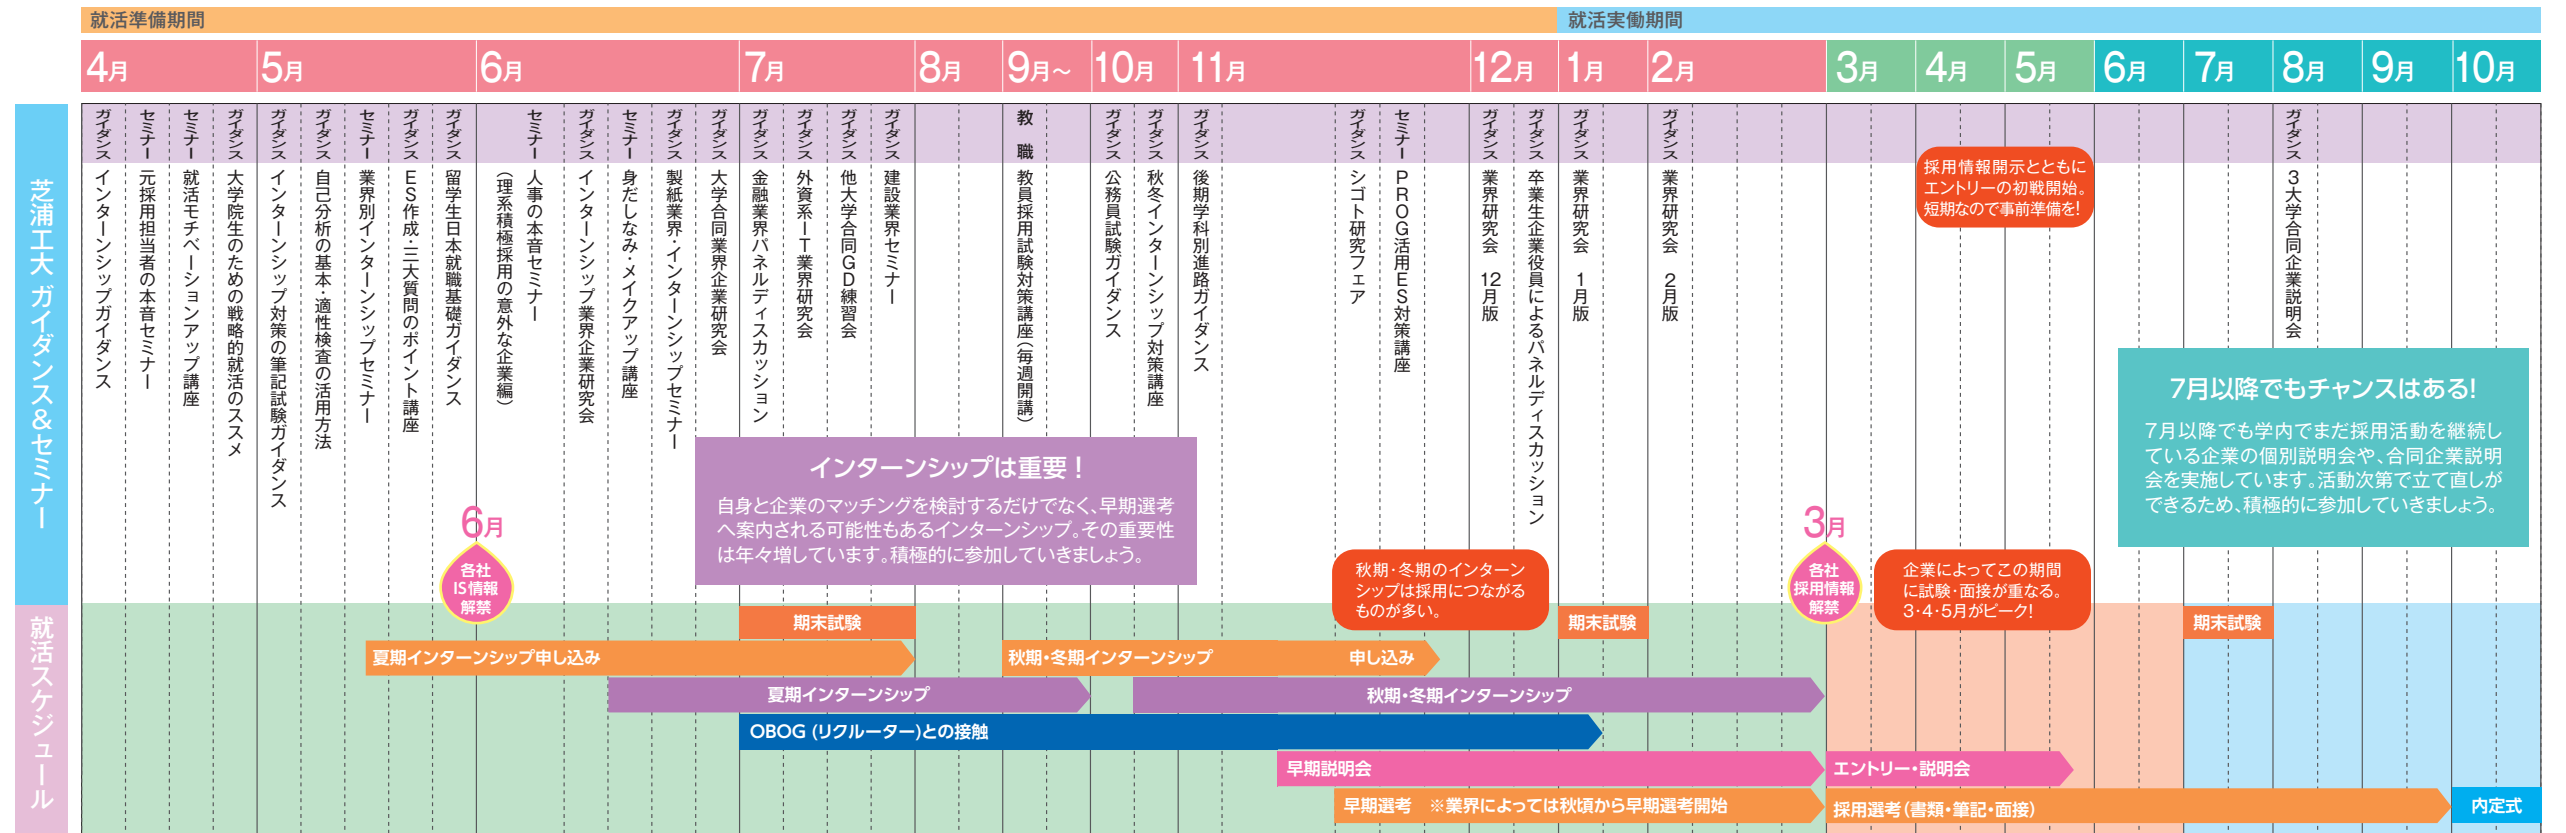 就活準備期間
就活実働期間
4月
5月
6月
7月
8月
9月～
10月
11月
12月
1月
2月
3月
4月
5月
6月
7月
8月
9月
10月
芝浦工大 ガイダンス&セミナー
ガイダンス インターンシップガイダンス
セミナー 元採用担当者の本音セミナー
セミナー 就活モチベーションアップ講座
ガイダンス 大学院生のための戦略的就活のススメ
ガイダンス インターンシップ対策の筆記試験ガイダンス
ガイダンス 自己分析の基本・適性検査の活用方法
セミナー 業界別インターンシップセミナー
ガイダンス ES作成・三大質問のポイント講座
ガイダンス 留学生日本就職基礎ガイダンス
セミナー 人事の本音セミナー
(理系積極採用の意外な企業編)
ガイダンス インターンシップ業界企業研究会
セミナー 身だしなみ・メイクアップ講座
ガイダンス 製紙業界・インターンシップセミナー
ガイダンス 大学合同業界企業研究会
ガイダンス 金融業界パネルディスカッション
ガイダンス 外資系IT業界研究会
ガイダンス 他大学合同GD練習会
ガイダンス 建設業界セミナー
教職 教員採用試験対策講座(毎週開講)
ガイダンス 公務員試験ガイダンス
ガイダンス 秋冬インターンシップ対策講座
ガイダンス 後期学科別進路ガイダンス
ガイダンス シゴト研究フェア
セミナー PROG活用ES対策講座
ガイダンス 業界研究会 12月版
ガイダンス 卒業生企業役員によるパネルディスカッション
ガイダンス 業界研究会 1月版
ガイダンス 業界研究会 2月版
ガイダンス 3大学合同企業説明会
採用情報開示とともに
エントリーの初戦開始。
短期なので事前準備を!
7月以降でもチャンスはある!
7月以降でも学内でまだ採用活動を継続し
ている企業の個別説明会や、合同企業説明
会を実施しています。活動次第で立て直しが
できるため、積極的に参加していきましょう。
インターンシップは重要！
自身と企業のマッチングを検討するだけでなく、早期選考
へ案内される可能性もあるインターンシップ。その重要性
は年々増しています。積極的に参加していきましょう。
6月
各社
IS情報
解禁
秋期・冬期のインターン
シップは採用につながる
ものが多い。
3月
各社
採用情報
解禁
企業によってこの期間
に試験・面接が重なる。
3・4・5月がピーク!
就活スケジュール
期末試験
期末試験
期末試験
夏期インターンシップ申し込み
秋期・冬期インターンシップ 申し込み
夏期インターンシップ
秋期・冬期インターンシップ
OBOG (リクルーター)との接触
早期説明会
エントリー・説明会
早期選考 ※業界によっては秋頃から早期選考開始
採用選考(書類・筆記・面接)
内定式